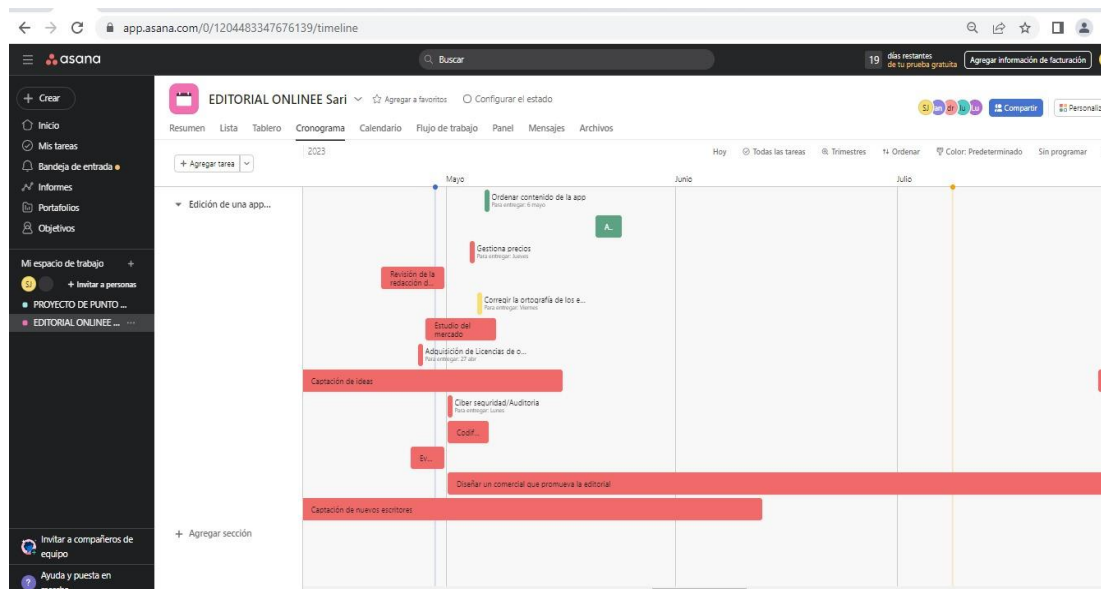 app.asana.com/0/1204483347676139/timeline
asana
Buscar
19 días restantes
de tu prueba gratuita
Agregar información de facturación
Crear
Inicio
Mis tareas
Bandeja de entrada
Informes
Portafolios
Objetivos
Mi espacio de trabajo +
SJ
+ Invitar a personas
PROYECTO DE PUNTO ...
EDITORIAL ONLINEE ... ...
Invitar a compañeros de
equipo
Ayuda y puesta en
EDITORIAL ONLINEE Sari
Agregar a favoritos
Configurar el estado
SJ an dr lu Lu
Compartir
Personaliz
Resumen Lista Tablero Cronograma Calendario Flujo de trabajo Panel Mensajes Archivos
+ Agregar tarea
2023
Hoy Todas las tareas Trimestres Ordenar Color: Predeterminado Sin programar
Mayo Junio Julio
Edición de una app...
Ordenar contenido de la app
Para entregar: 6 mayo
A...
Gestiona precios
Para entregar: Jueves
Revisión de la
redacción d...
Corregir la ortografía de los e...
Para entregar: Viernes
Estudio del
mercado
Adquisición de Licencias de o...
Para entregar: 27 abr
Captación de ideas
Ciber seguridad/Auditoria
Para entregar: Lunes
Codif...
Ev...
Diseñar un comercial que promueva la editorial
Captación de nuevos escritores
+ Agregar sección